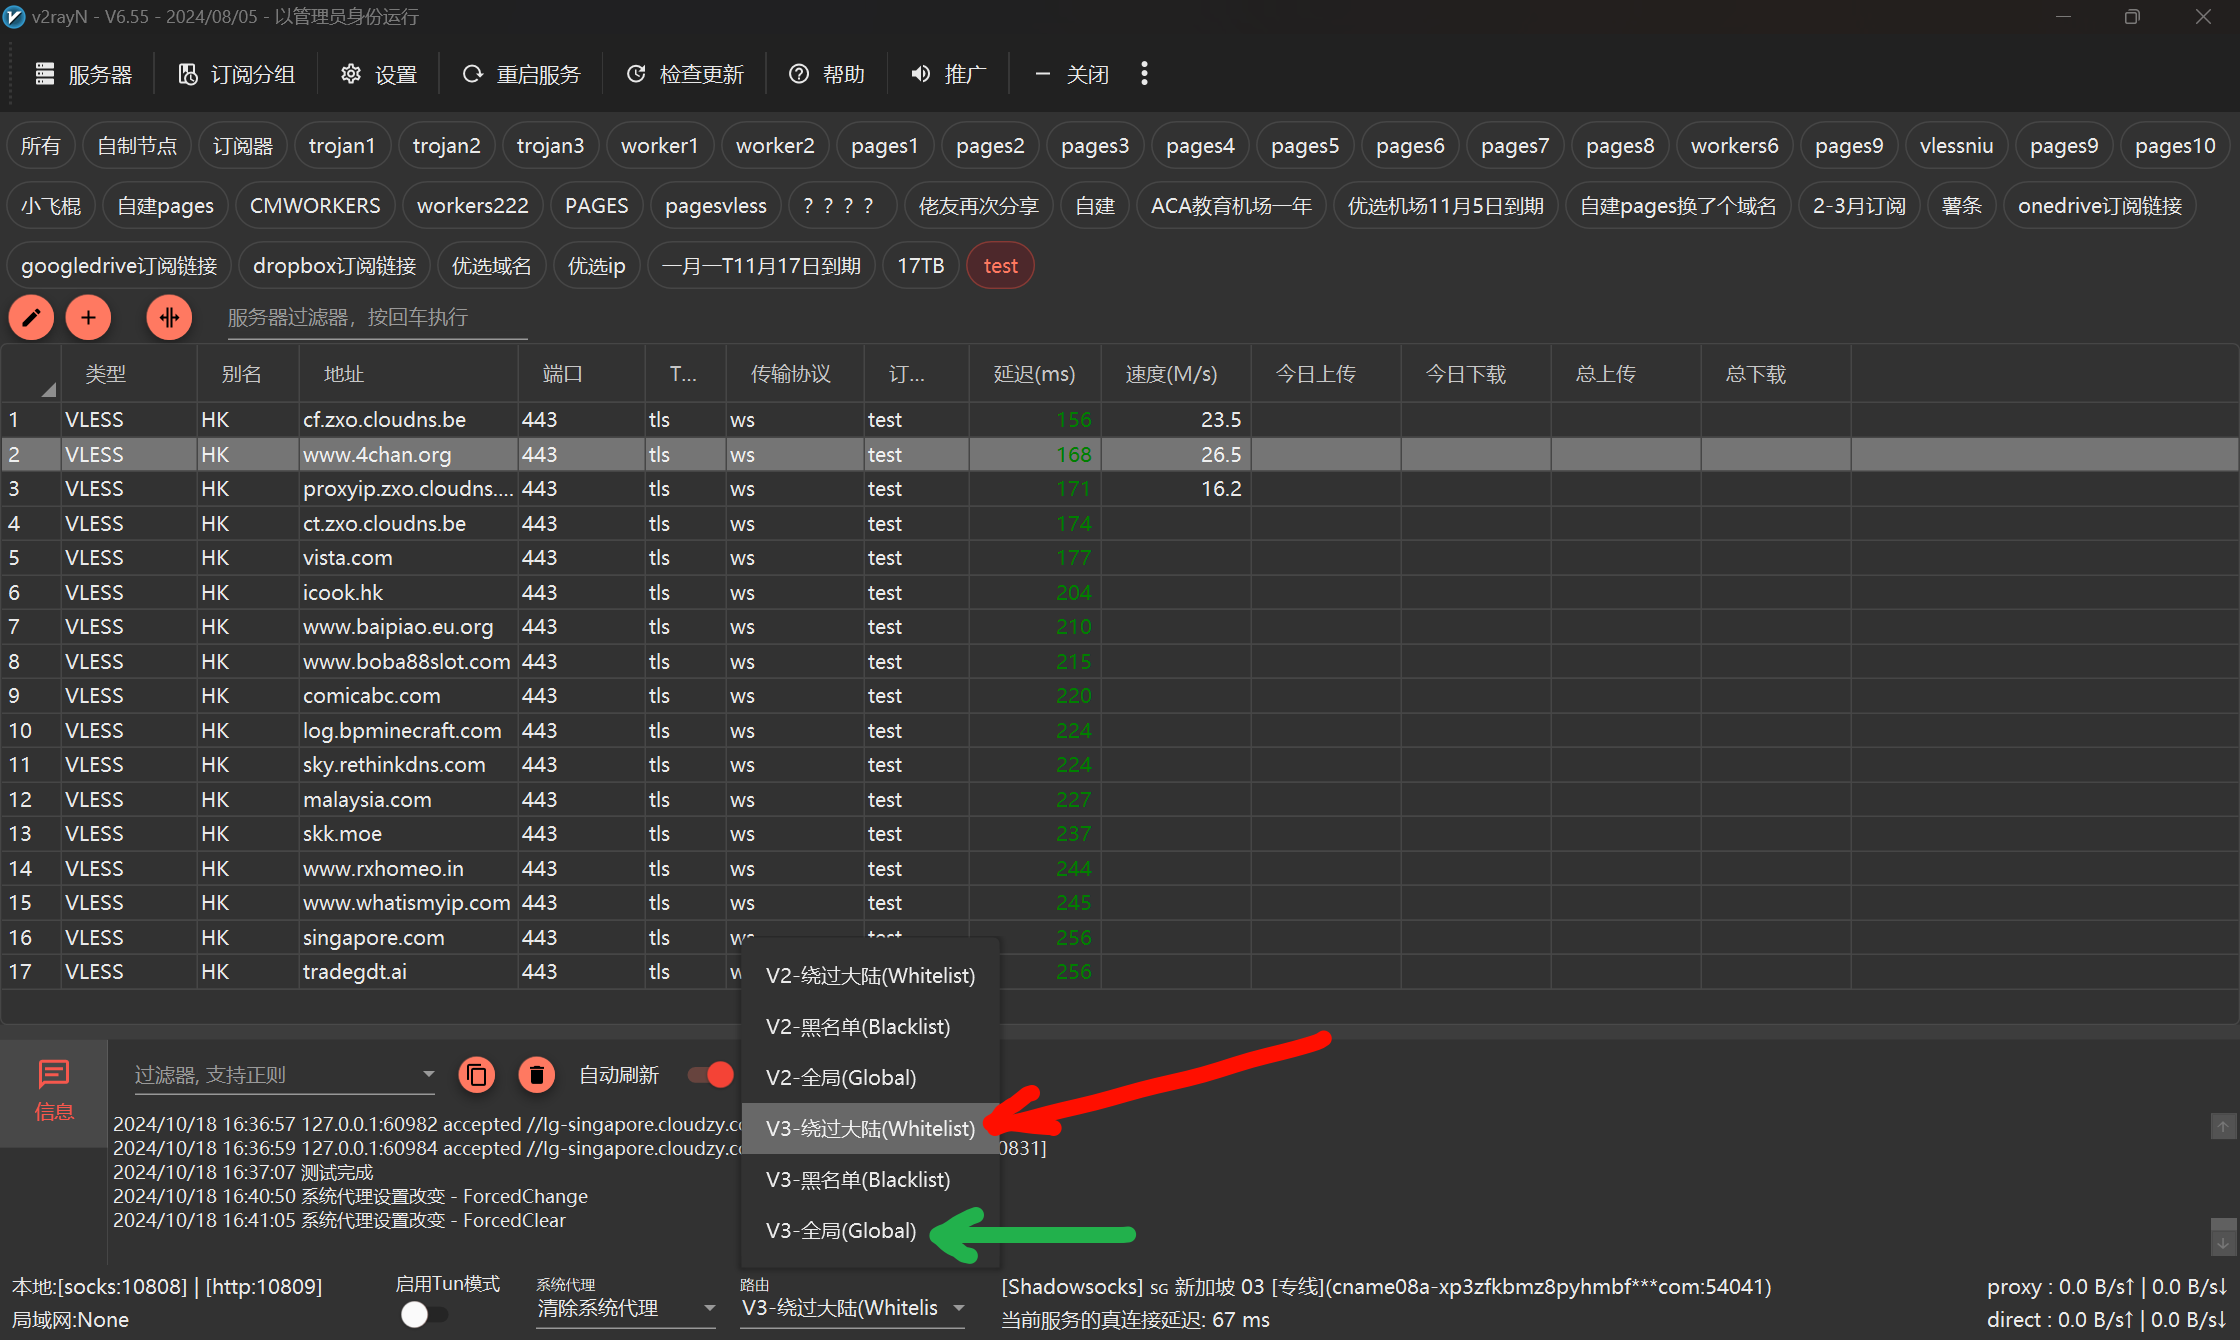 v2rayN - V6.55 - 2024/08/05 - 以管理员身份运行
服务器 订阅分组 设置 重启服务 检查更新 帮助 推广 关闭
所有 自制节点 订阅器 trojan1 trojan2 trojan3 worker1 worker2 pages1 pages2 pages3 pages4 pages5 pages6 pages7 pages8 workers6 pages9 vlessniu pages9 pages10
小飞棍 自建pages CMWORKERS workers222 PAGES pagesvless ？？？？ 佬友再次分享 自建 ACA教育机场一年 优选机场11月5日到期 自建pages换了个域名 2-3月订阅 薯条 onedrive订阅链接
googledrive订阅链接 dropbox订阅链接 优选域名 优选ip 一月一T11月17日到期 17TB test
服务器过滤器，按回车执行
类型 别名 地址 端口 T... 传输协议 订... 延迟(ms) 速度(M/s) 今日上传 今日下载 总上传 总下载
1 VLESS HK cf.zxo.cloudns.be 443 tls ws test 156 23.5
2 VLESS HK www.4chan.org 443 tls ws test 168 26.5
3 VLESS HK proxyip.zxo.cloudns.... 443 tls ws test 171 16.2
4 VLESS HK ct.zxo.cloudns.be 443 tls ws test 174
5 VLESS HK vista.com 443 tls ws test 177
6 VLESS HK icook.hk 443 tls ws test 204
7 VLESS HK www.baipiao.eu.org 443 tls ws test 210
8 VLESS HK www.boba88slot.com 443 tls ws test 215
9 VLESS HK comicabc.com 443 tls ws test 220
10 VLESS HK log.bpminecraft.com 443 tls ws test 224
11 VLESS HK sky.rethinkdns.com 443 tls ws test 224
12 VLESS HK malaysia.com 443 tls ws test 227
13 VLESS HK skk.moe 443 tls ws test 237
14 VLESS HK www.rxhomeo.in 443 tls ws test 244
15 VLESS HK www.whatismyip.com 443 tls ws test 245
16 VLESS HK singapore.com 443 tls ws test 256
17 VLESS HK tradegdt.ai 443 tls w 256
V2-绕过大陆(Whitelist)
V2-黑名单(Blacklist)
V2-全局(Global)
V3-绕过大陆(Whitelist)
V3-黑名单(Blacklist)
V3-全局(Global)
信息
过滤器, 支持正则 自动刷新
2024/10/18 16:36:57 127.0.0.1:60982 accepted //lg-singapore.cloudzy.c
2024/10/18 16:36:59 127.0.0.1:60984 accepted //lg-singapore.cloudzy.c 0831]
2024/10/18 16:37:07 测试完成
2024/10/18 16:40:50 系统代理设置改变 - ForcedChange
2024/10/18 16:41:05 系统代理设置改变 - ForcedClear
本地:[socks:10808] | [http:10809]
局域网:None
启用Tun模式
系统代理
清除系统代理
路由
V3-绕过大陆(Whitelis
[Shadowsocks] SG 新加坡 03 [专线](cname08a-xp3zfkbmz8pyhmbf***com:54041)
当前服务的真连接延迟: 67 ms
proxy : 0.0 B/s↑ | 0.0 B/s↓
direct : 0.0 B/s↑ | 0.0 B/s↓